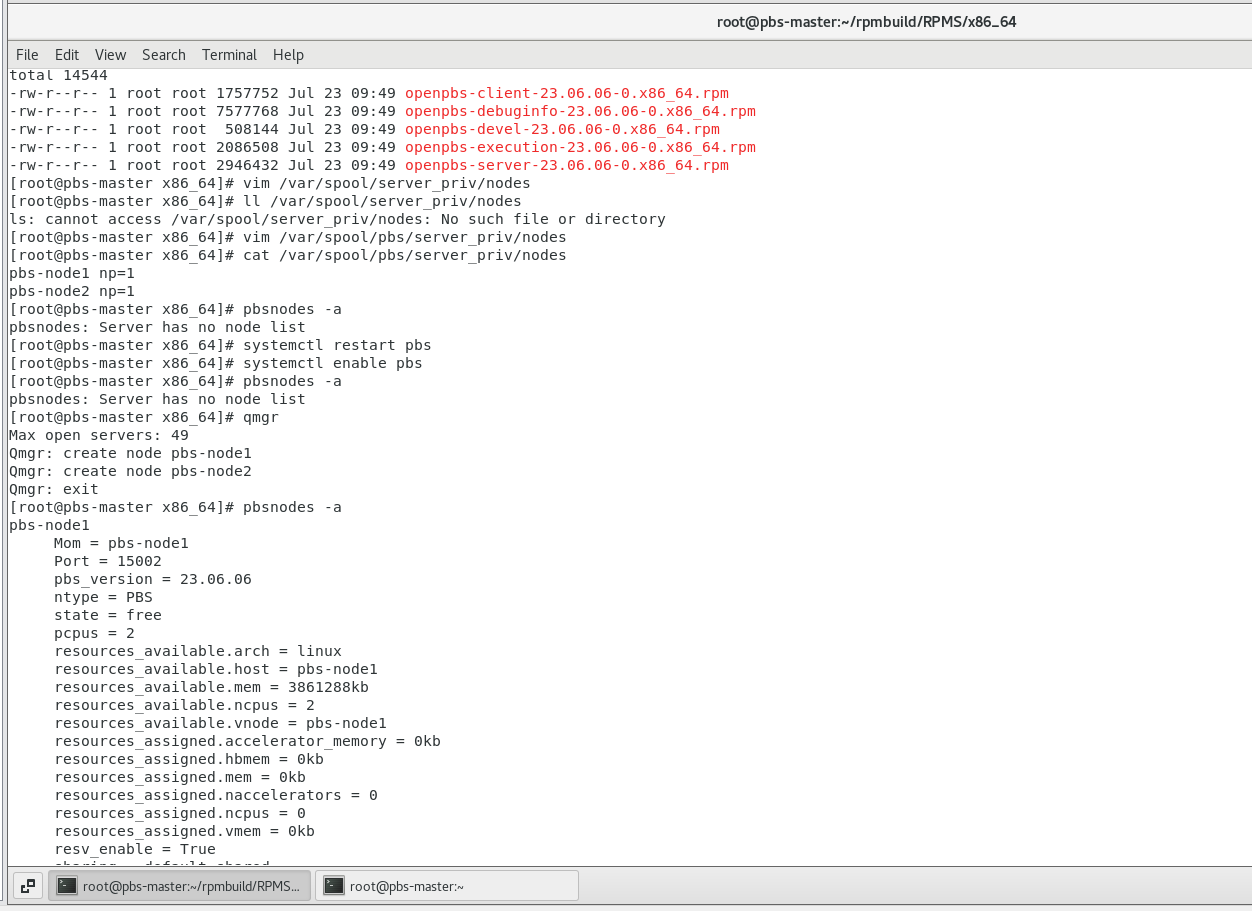 root@pbs-master:~/rpmbuild/RPMS/x86_64
File Edit View Search Terminal Help
total 14544
-rw-r--r-- 1 root root 1757752 Jul 23 09:49 openpbs-client-23.06.06-0.x86_64.rpm
-rw-r--r-- 1 root root 7577768 Jul 23 09:49 openpbs-debuginfo-23.06.06-0.x86_64.rpm
-rw-r--r-- 1 root root  508144 Jul 23 09:49 openpbs-devel-23.06.06-0.x86_64.rpm
-rw-r--r-- 1 root root 2086508 Jul 23 09:49 openpbs-execution-23.06.06-0.x86_64.rpm
-rw-r--r-- 1 root root 2946432 Jul 23 09:49 openpbs-server-23.06.06-0.x86_64.rpm
[root@pbs-master x86_64]# vim /var/spool/server_priv/nodes
[root@pbs-master x86_64]# ll /var/spool/server_priv/nodes
ls: cannot access /var/spool/server_priv/nodes: No such file or directory
[root@pbs-master x86_64]# vim /var/spool/pbs/server_priv/nodes
[root@pbs-master x86_64]# cat /var/spool/pbs/server_priv/nodes
pbs-node1 np=1
pbs-node2 np=1
[root@pbs-master x86_64]# pbsnodes -a
pbsnodes: Server has no node list
[root@pbs-master x86_64]# systemctl restart pbs
[root@pbs-master x86_64]# systemctl enable pbs
[root@pbs-master x86_64]# pbsnodes -a
pbsnodes: Server has no node list
[root@pbs-master x86_64]# qmgr
Max open servers: 49
Qmgr: create node pbs-node1
Qmgr: create node pbs-node2
Qmgr: exit
[root@pbs-master x86_64]# pbsnodes -a
pbs-node1
     Mom = pbs-node1
     Port = 15002
     pbs_version = 23.06.06
     ntype = PBS
     state = free
     pcpus = 2
     resources_available.arch = linux
     resources_available.host = pbs-node1
     resources_available.mem = 3861288kb
     resources_available.ncpus = 2
     resources_available.vnode = pbs-node1
     resources_assigned.accelerator_memory = 0kb
     resources_assigned.hbmem = 0kb
     resources_assigned.mem = 0kb
     resources_assigned.naccelerators = 0
     resources_assigned.ncpus = 0
     resources_assigned.vmem = 0kb
     resv_enable = True
root@pbs-master:~/rpmbuild/RPMS... root@pbs-master:~